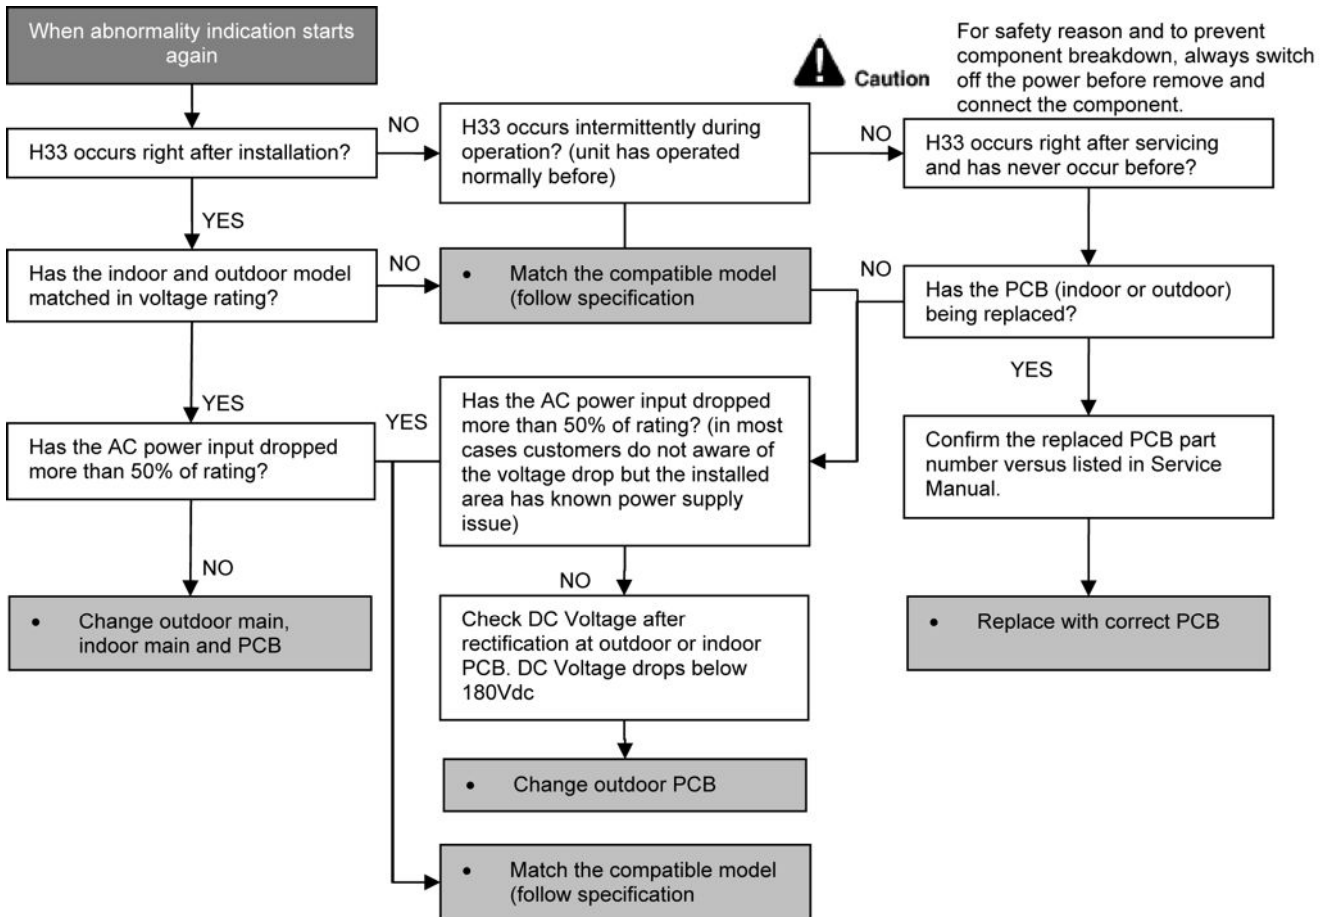 When abnormality indication starts
again
Caution
For safety reason and to prevent
component breakdown, always switch
off the power before remove and
connect the component.
H33 occurs right after installation?
NO
H33 occurs intermittently during
operation? (unit has operated
normally before)
NO
H33 occurs right after servicing
and has never occur before?
YES
Has the indoor and outdoor model
matched in voltage rating?
NO
• Match the compatible model
(follow specification
NO
Has the PCB (indoor or outdoor)
being replaced?
YES
YES
Has the AC power input dropped
more than 50% of rating?
YES
Has the AC power input dropped
more than 50% of rating? (in most
cases customers do not aware of
the voltage drop but the installed
area has known power supply
issue)
Confirm the replaced PCB part
number versus listed in Service
Manual.
NO
• Change outdoor main,
indoor main and PCB
NO
Check DC Voltage after
rectification at outdoor or indoor
PCB. DC Voltage drops below
180Vdc
• Replace with correct PCB
• Change outdoor PCB
• Match the compatible model
(follow specification